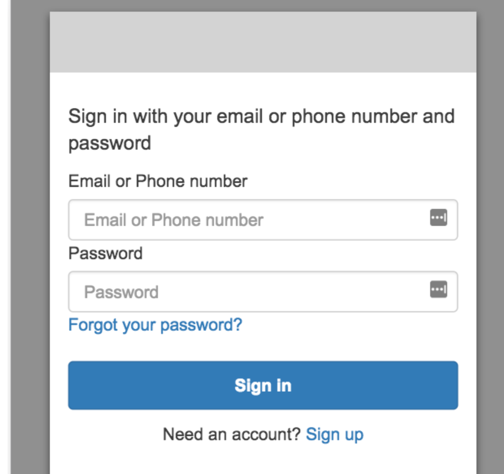 Sign in with your email or phone number and
password
Email or Phone number
Email or Phone number
Password
Password
Forgot your password?
Sign in
Need an account? Sign up